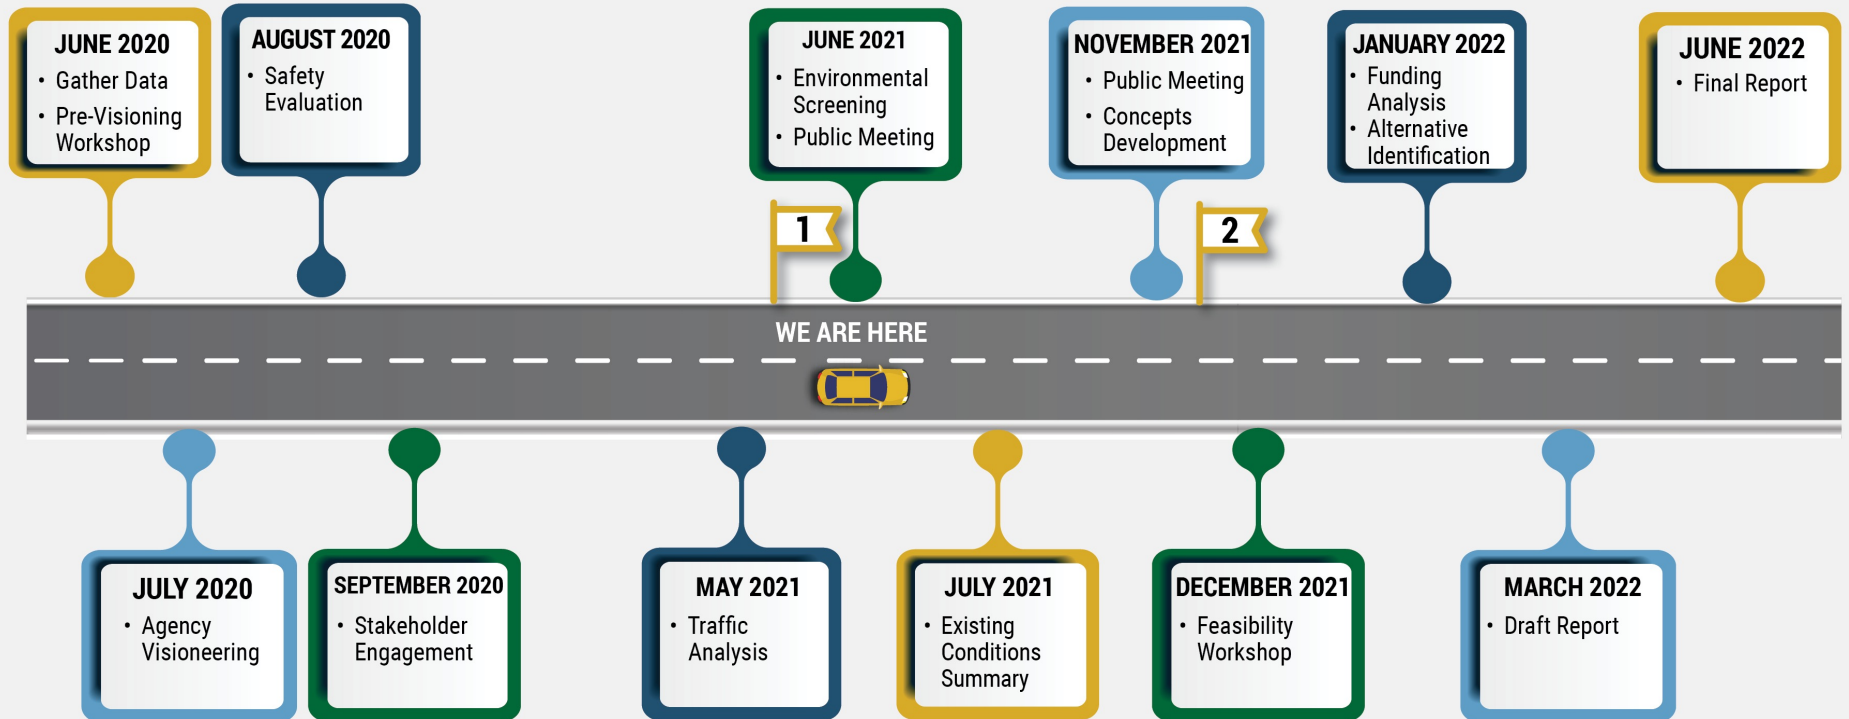 JUNE 2020
• Gather Data
• Pre-Visioning
Workshop
AUGUST 2020
• Safety
Evaluation
JUNE 2021
• Environmental
Screening
• Public Meeting
NOVEMBER 2021
• Public Meeting
• Concepts
Development
JANUARY 2022
• Funding
Analysis
• Alternative
Identification
JUNE 2022
• Final Report
1
2
WE ARE HERE
JULY 2020
• Agency
Visioneering
SEPTEMBER 2020
• Stakeholder
Engagement
MAY 2021
• Traffic
Analysis
JULY 2021
• Existing
Conditions
Summary
DECEMBER 2021
• Feasibility
Workshop
MARCH 2022
• Draft Report